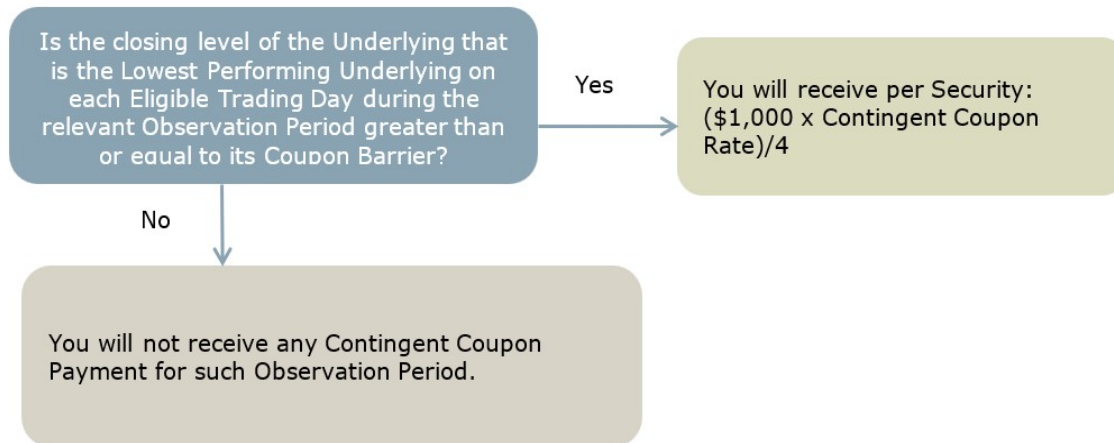 Is the closing level of the Underlying that
is the Lowest Performing Underlying on
each Eligible Trading Day during the
relevant Observation Period greater than
or equal to its Coupon Barrier?
Yes
You will receive per Security:
($1,000 x Contingent Coupon
Rate)/4
No
You will not receive any Contingent Coupon
Payment for such Observation Period.